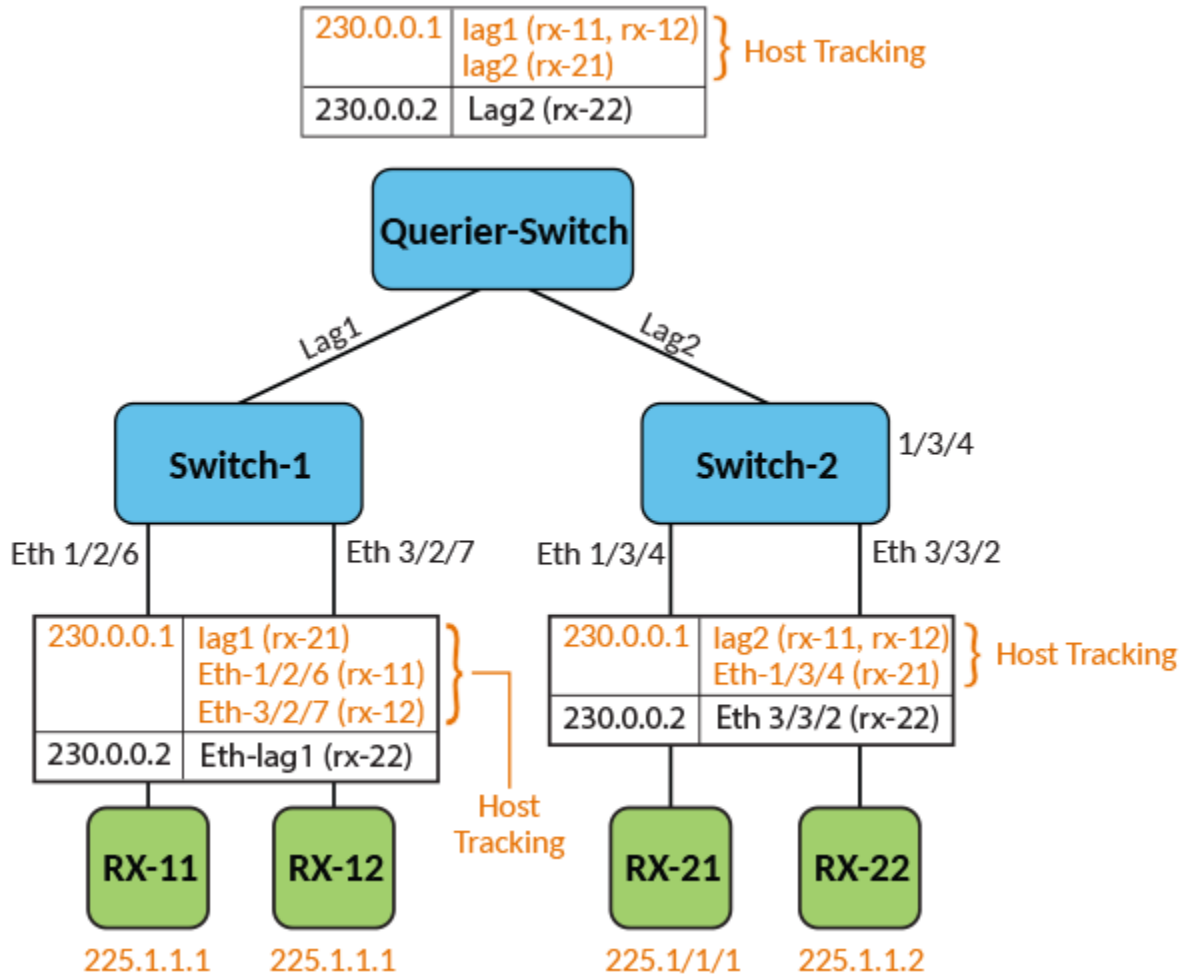 230.0.0.1 lag1 (rx-11, rx-12)
lag2 (rx-21)
Host Tracking
230.0.0.2 Lag2 (rx-22)
Querier-Switch
Lag1
Lag2
Switch-1
Switch-2
1/3/4
Eth 1/2/6
Eth 3/2/7
Eth 1/3/4
Eth 3/3/2
230.0.0.1 lag1 (rx-21)
Eth-1/2/6 (rx-11)
Eth-3/2/7 (rx-12)
230.0.0.2 Eth-lag1 (rx-22)
Host
Tracking
230.0.0.1 lag2 (rx-11, rx-12)
Eth-1/3/4 (rx-21)
Host Tracking
230.0.0.2 Eth 3/3/2 (rx-22)
RX-11
RX-12
RX-21
RX-22
225.1.1.1
225.1.1.1
225.1/1/1
225.1.1.2